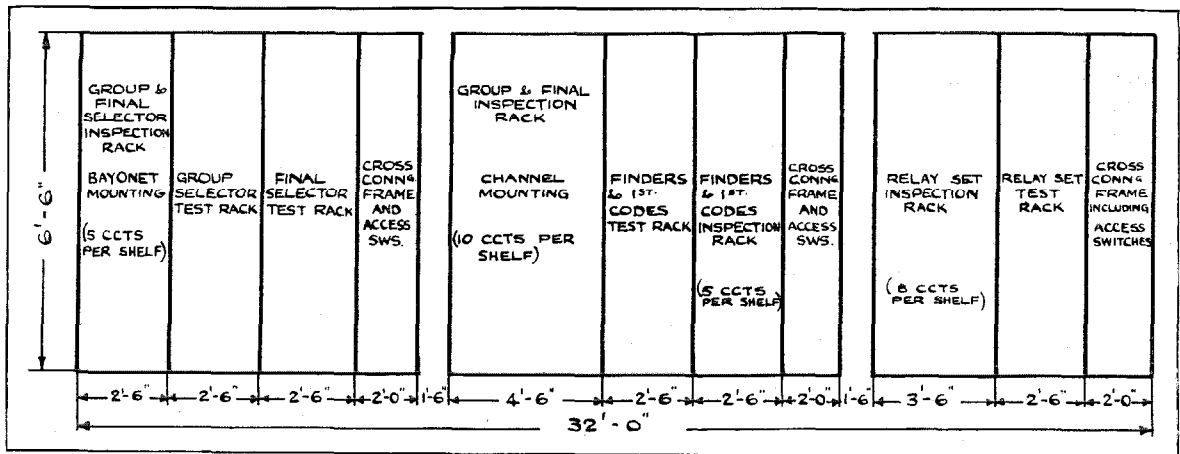 6'-6"
GROUP &
FINAL
SELECTOR
INSPECTION
RACK
BAYONET
MOUNTING
(5 CCTS
PER SHELF)
GROUP
SELECTOR
TEST RACK
FINAL
SELECTOR
TEST RACK
CROSS
CONNG
FRAME
AND
ACCESS
SWS.
GROUP & FINAL
INSPECTION
RACK
CHANNEL
MOUNTING
(10 CCTS PER
SHELF)
FINDERS
& 1ST.
CODES
TEST RACK
FINDERS
& 1ST.
CODES
INSPECTION
RACK
(5 CCTS
PER SHELF)
CROSS
CONNG
FRAME
AND
ACCESS
SWS.
RELAY SET
INSPECTION
RACK
(8 CCTS
PER SHELF)
RELAY SET
TEST
RACK
CROSS
CONNG
FRAME
INCLUDING
ACCESS
SWITCHES
2'-6" 2'-6" 2'-6" 2'-0" 1'-6" 4'-6" 2'-6" 2'-6" 2'-0" 1'-6" 3'-6" 2'-6" 2'-0"
32'-0"